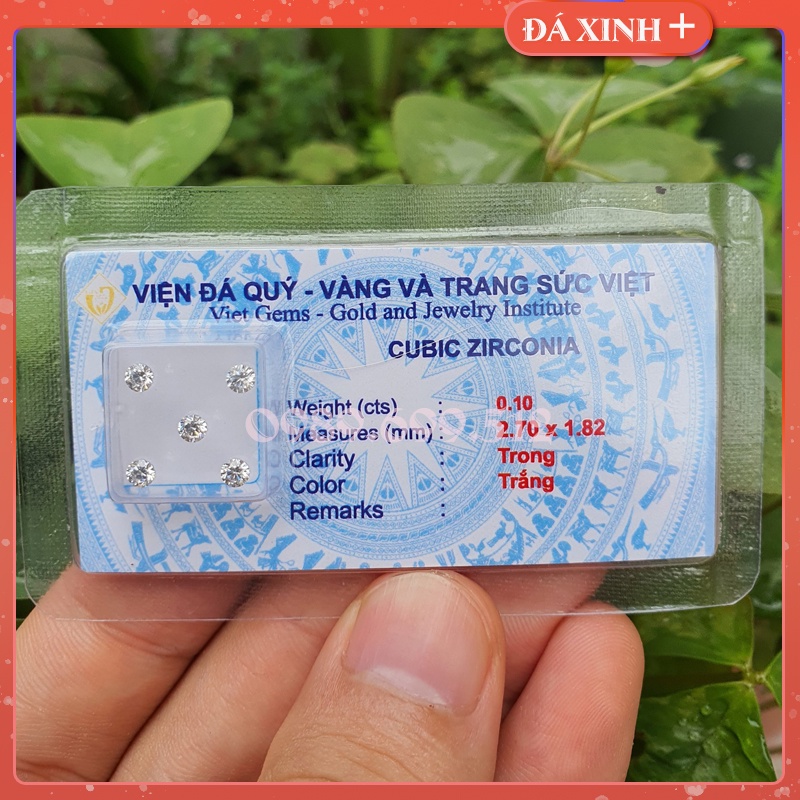 ĐÁ XINH +
VIỆN ĐÁ QUÝ - VÀNG VÀ TRANG SỨC VIỆT
Viet Gems - Gold and Jewelry Institute
CUBIC ZIRCONIA
Weight (cts) : 0.10
Measures (mm) : 2.70 x 1.82
Clarity : Trong
Color : Trắng
Remarks :